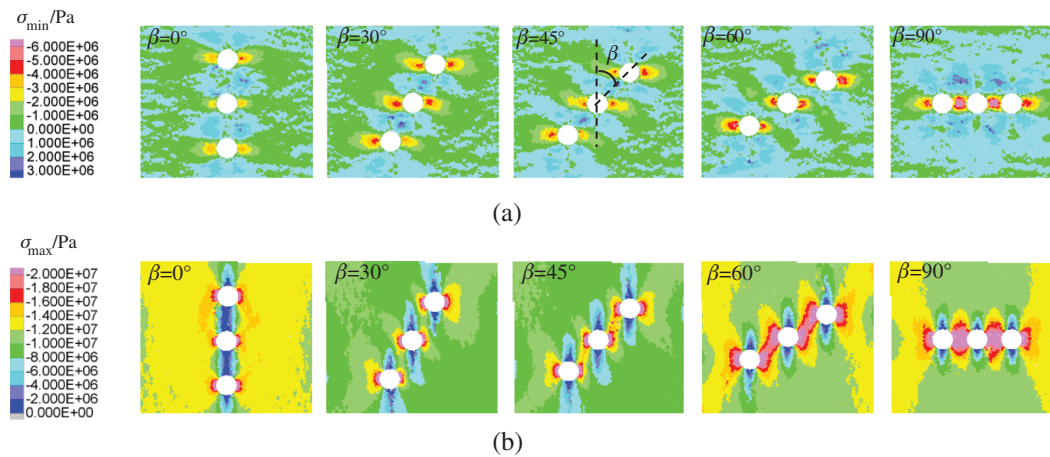 σmin/Pa
-6.000E+06
-5.000E+06
-4.000E+06
-3.000E+06
-2.000E+06
-1.000E+06
0.000E+00
1.000E+06
2.000E+06
3.000E+06
β=0°
β=30°
β=45°
β
β=60°
β=90°
(a)
σmax/Pa
-2.000E+07
-1.800E+07
-1.600E+07
-1.400E+07
-1.200E+07
-1.000E+07
-8.000E+06
-6.000E+06
-4.000E+06
-2.000E+06
0.000E+00
β=0°
β=30°
β=45°
β=60°
β=90°
(b)